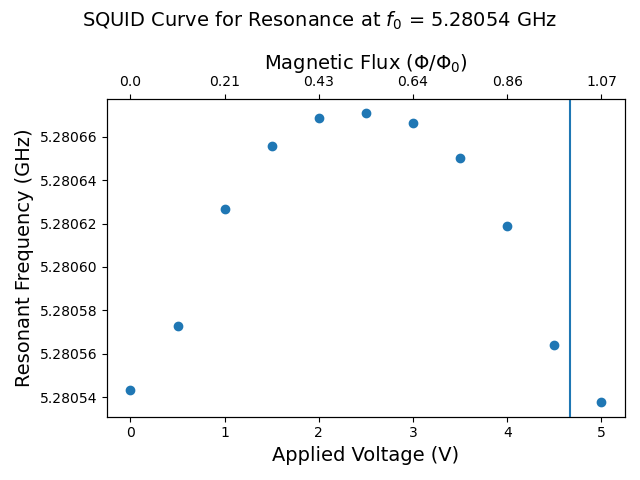 SQUID Curve for Resonance at f₀ = 5.28054 GHz
Magnetic Flux (Φ/Φ₀)
0.0 0.21 0.43 0.64 0.86 1.07
Resonant Frequency (GHz)
5.28066
5.28064
5.28062
5.28060
5.28058
5.28056
5.28054
0 1 2 3 4 5
Applied Voltage (V)